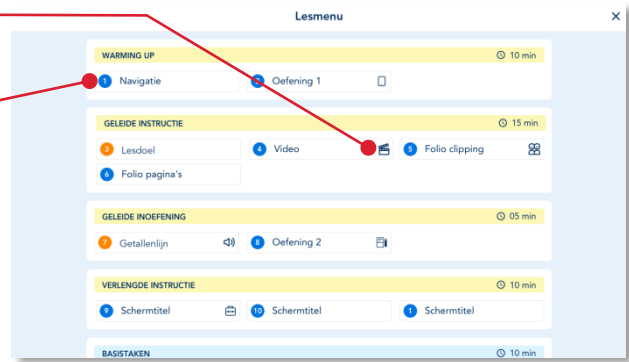 Lesmenu
WARMING UP 10 min
1 Navigatie Oefening 1
GELEIDE INSTRUCTIE 15 min
3 Lesdoel 4 Video 5 Folio clipping
6 Folio pagina's
GELEIDE INOEFENING 05 min
7 Getallenlijn 8 Oefening 2
VERLENGDE INSTRUCTIE 10 min
9 Schermtitel 10 Schermtitel 1 Schermtitel
BASISTAKEN 10 min